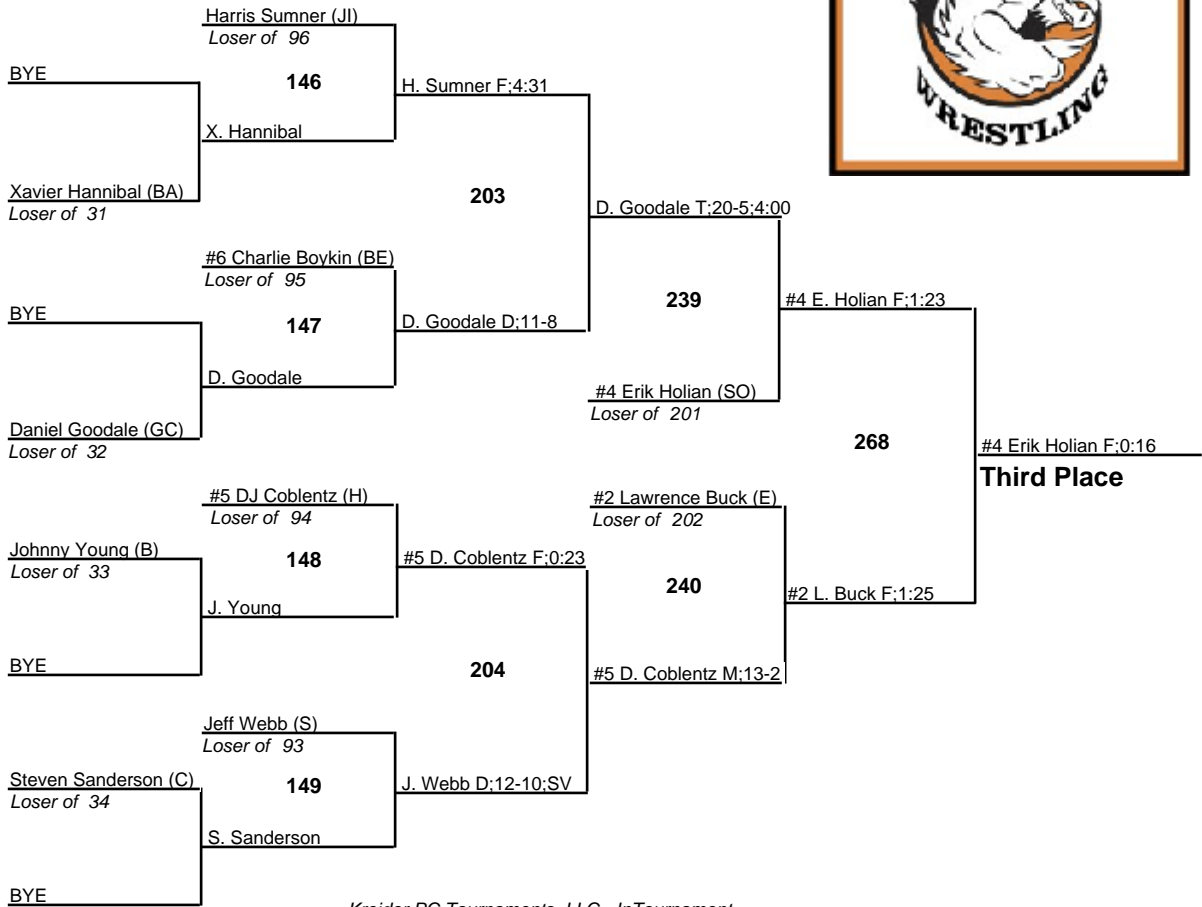 Harris Sumner (JI)
Loser of 96
BYE
146
H. Sumner F;4:31
X. Hannibal
WRESTLING
Xavier Hannibal (BA)
Loser of 31
203
D. Goodale T;20-5;4:00
#6 Charlie Boykin (BE)
Loser of 95
BYE
147
D. Goodale D;11-8
239
#4 E. Holian F;1:23
D. Goodale
#4 Erik Holian (SO)
Loser of 201
Daniel Goodale (GC)
Loser of 32
268
#4 Erik Holian F;0:16
Third Place
#5 DJ Coblentz (H)
Loser of 94
#2 Lawrence Buck (E)
Loser of 202
Johnny Young (B)
Loser of 33
148
#5 D. Coblentz F;0:23
240
#2 L. Buck F;1:25
J. Young
BYE
204
#5 D. Coblentz M;13-2
Jeff Webb (S)
Loser of 93
Steven Sanderson (C)
Loser of 34
149
J. Webb D;12-10;SV
S. Sanderson
BYE